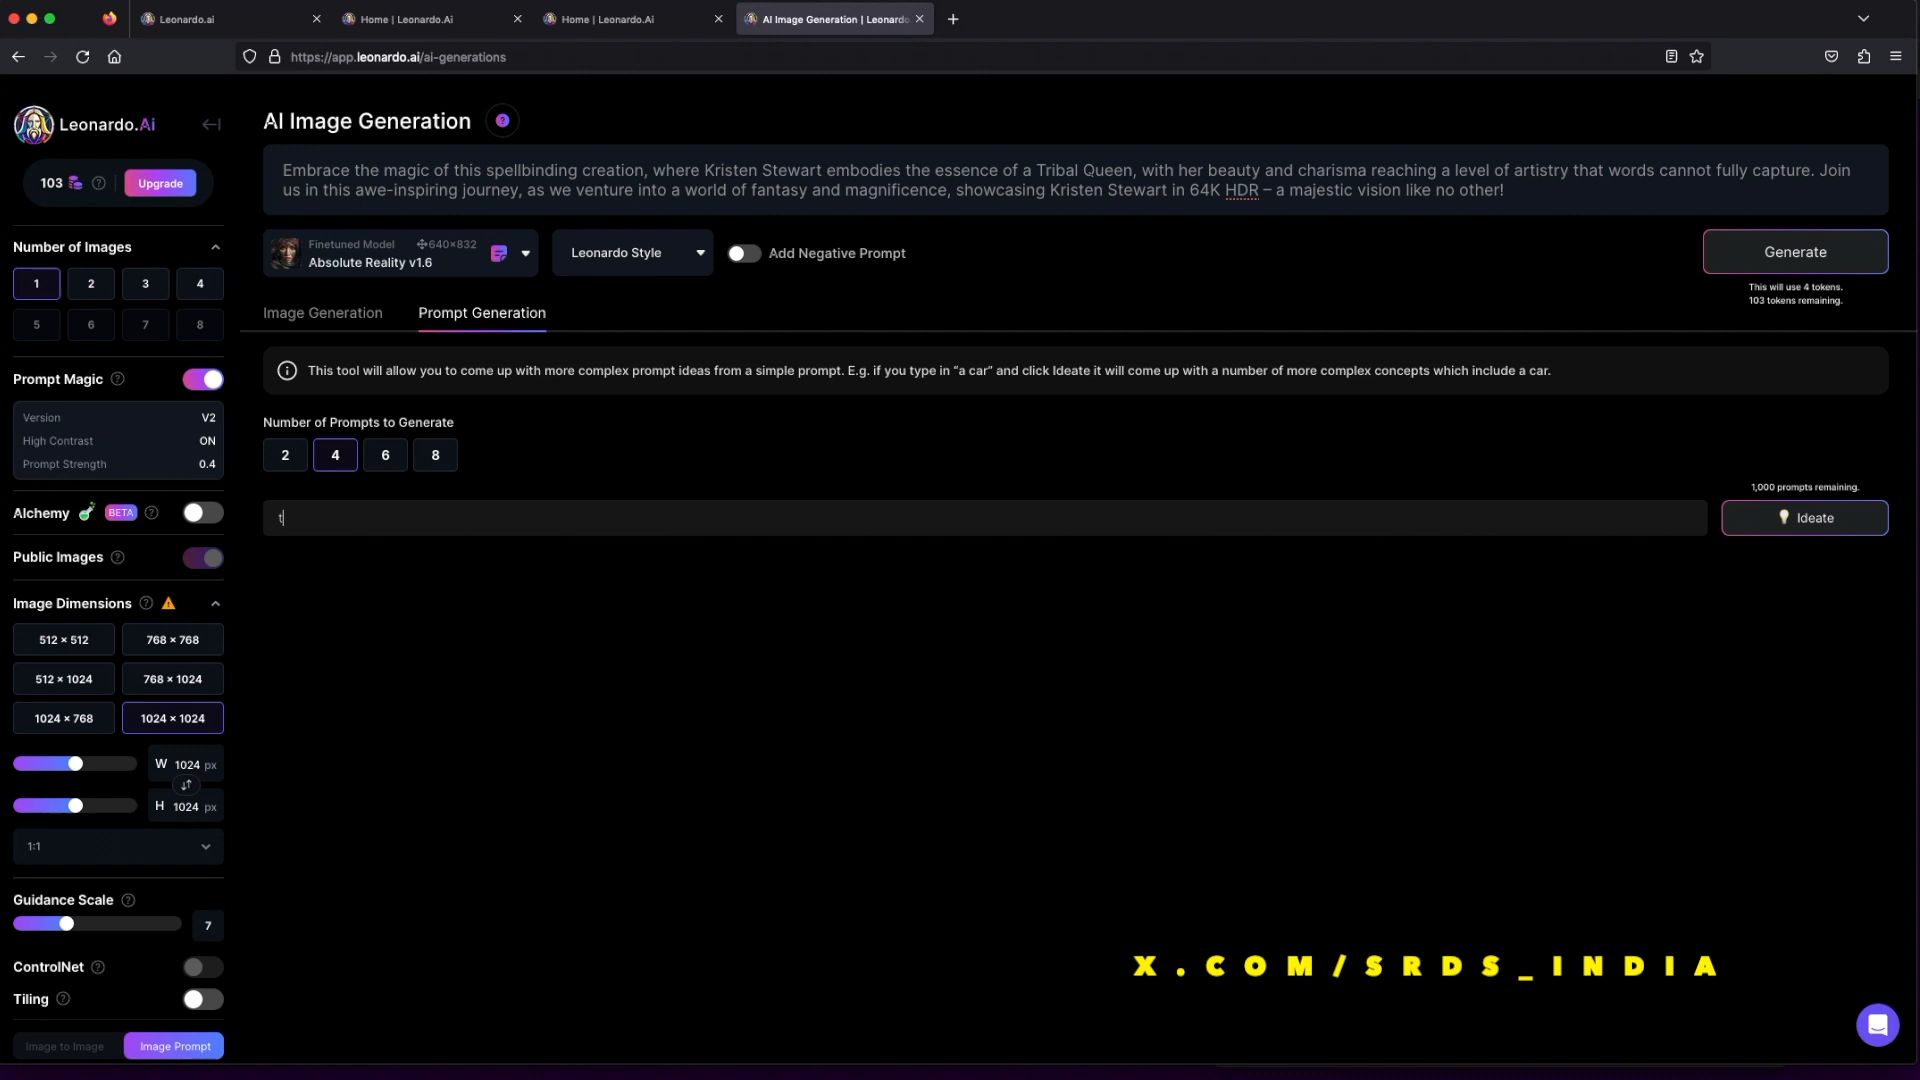 Leonardo.ai
Home | Leonardo.Ai
Home | Leonardo.Ai
AI Image Generation | Leonardo
https://app.leonardo.ai/ai-generations
Leonardo.Ai
103
Upgrade
Number of Images
1 2 3 4
5 6 7 8
Prompt Magic
Version V2
High Contrast ON
Prompt Strength 0.4
Alchemy BETA
Public Images
Image Dimensions
512 × 512 768 × 768
512 × 1024 768 × 1024
1024 × 768 1024 × 1024
W 1024 px
H 1024 px
1:1
Guidance Scale
7
ControlNet
Tiling
Image to Image Image Prompt
AI Image Generation
Embrace the magic of this spellbinding creation, where Kristen Stewart embodies the essence of a Tribal Queen, with her beauty and charisma reaching a level of artistry that words cannot fully capture. Join
us in this awe-inspiring journey, as we venture into a world of fantasy and magnificence, showcasing Kristen Stewart in 64K HDR – a majestic vision like no other!
Finetuned Model 640×832
Absolute Reality v1.6
Leonardo Style
Add Negative Prompt
Generate
This will use 4 tokens.
103 tokens remaining.
Image Generation Prompt Generation
This tool will allow you to come up with more complex prompt ideas from a simple prompt. E.g. if you type in “a car” and click Ideate it will come up with a number of more complex concepts which include a car.
Number of Prompts to Generate
2 4 6 8
1,000 prompts remaining.
t
Ideate
X.COM/SRDS_INDIA